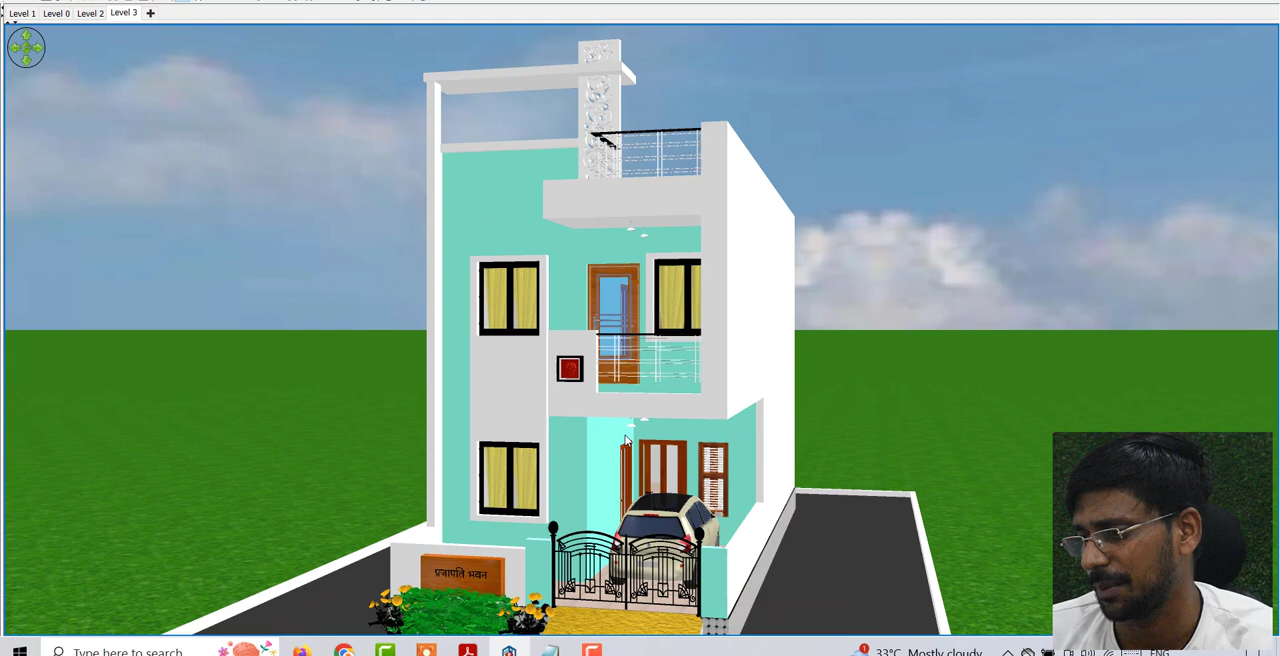 Level 1 Level 0 Level 2 Level 3
प्रजापति भवन
Type here to search
1
33°C Mostly cloudy
ENG